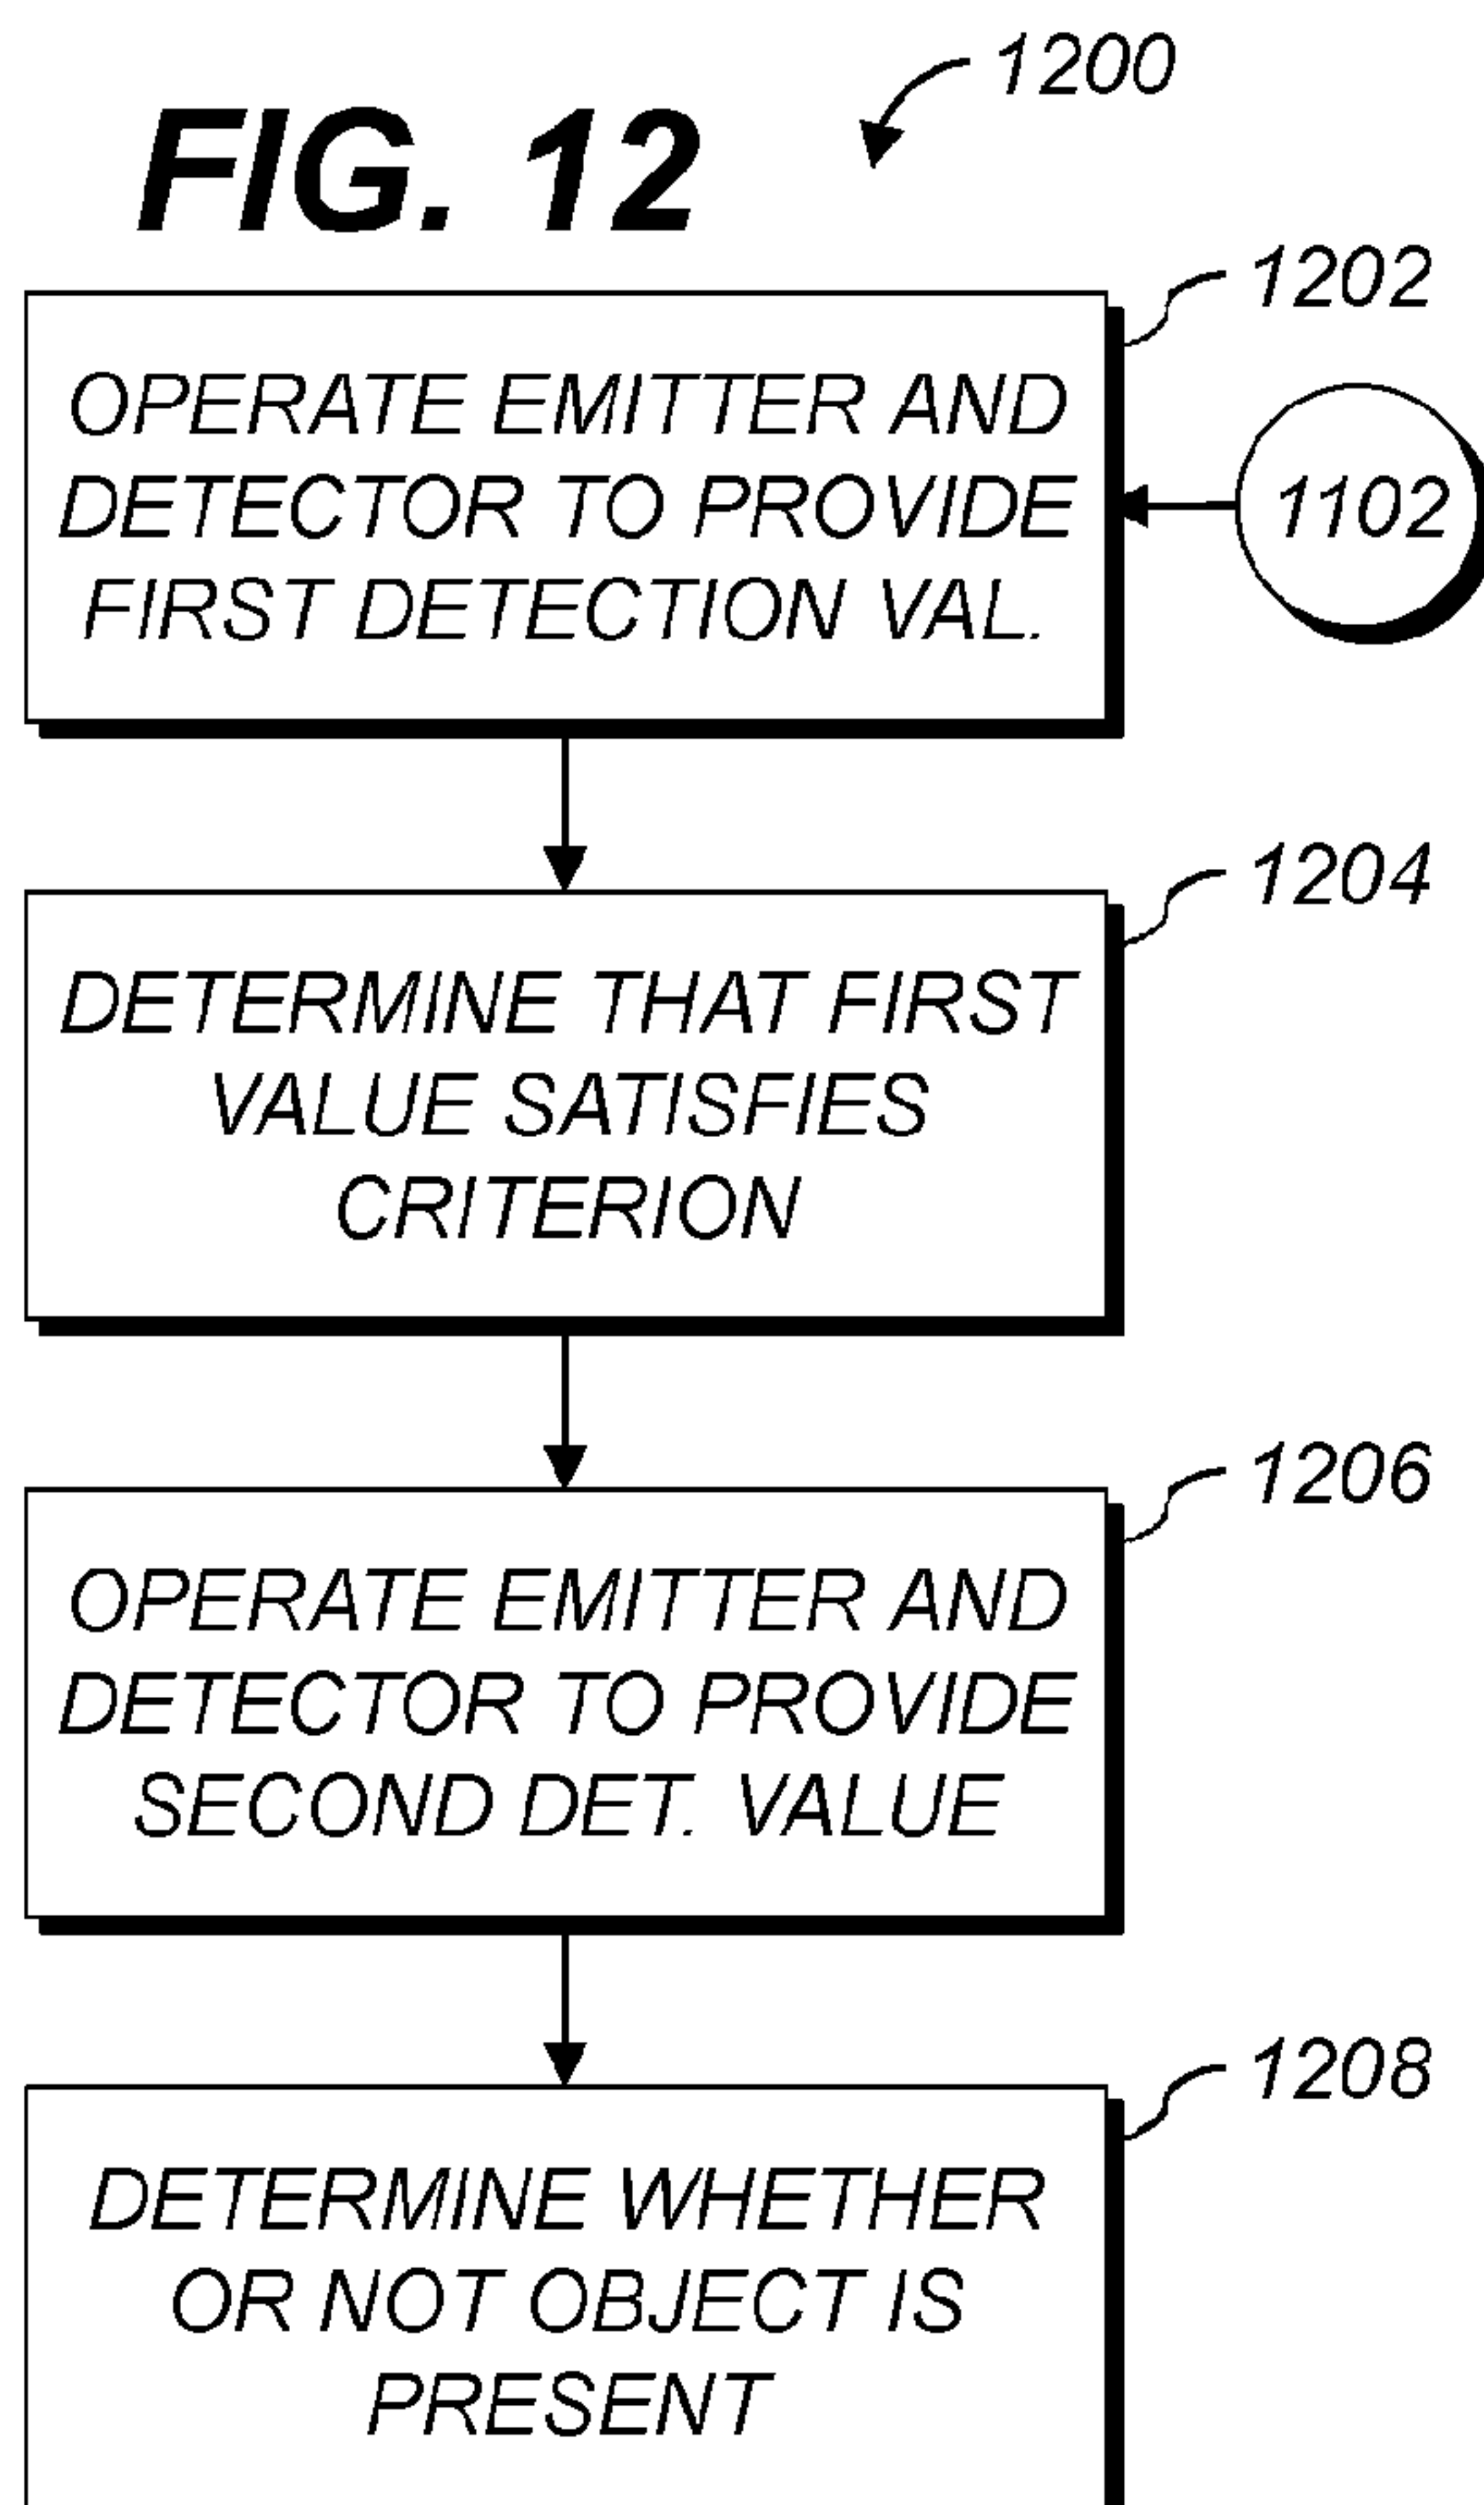 1200
FIG. 12
1202
OPERATE EMITTER AND
DETECTOR TO PROVIDE
FIRST DETECTION VAL.
1102
1204
DETERMINE THAT FIRST
VALUE SATISFIES
CRITERION
1206
OPERATE EMITTER AND
DETECTOR TO PROVIDE
SECOND DET. VALUE
1208
DETERMINE WHETHER
OR NOT OBJECT IS
PRESENT